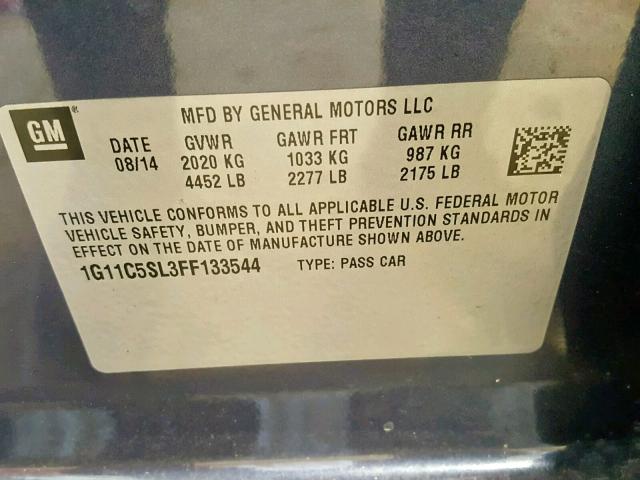 MFD BY GENERAL MOTORS LLC
GM®
DATE GVWR GAWR FRT GAWR RR
08/14 2020 KG 1033 KG 987 KG
4452 LB 2277 LB 2175 LB
THIS VEHICLE CONFORMS TO ALL APPLICABLE U.S. FEDERAL MOTOR
VEHICLE SAFETY, BUMPER, AND THEFT PREVENTION STANDARDS IN
EFFECT ON THE DATE OF MANUFACTURE SHOWN ABOVE.
1G11C5SL3FF133544 TYPE: PASS CAR